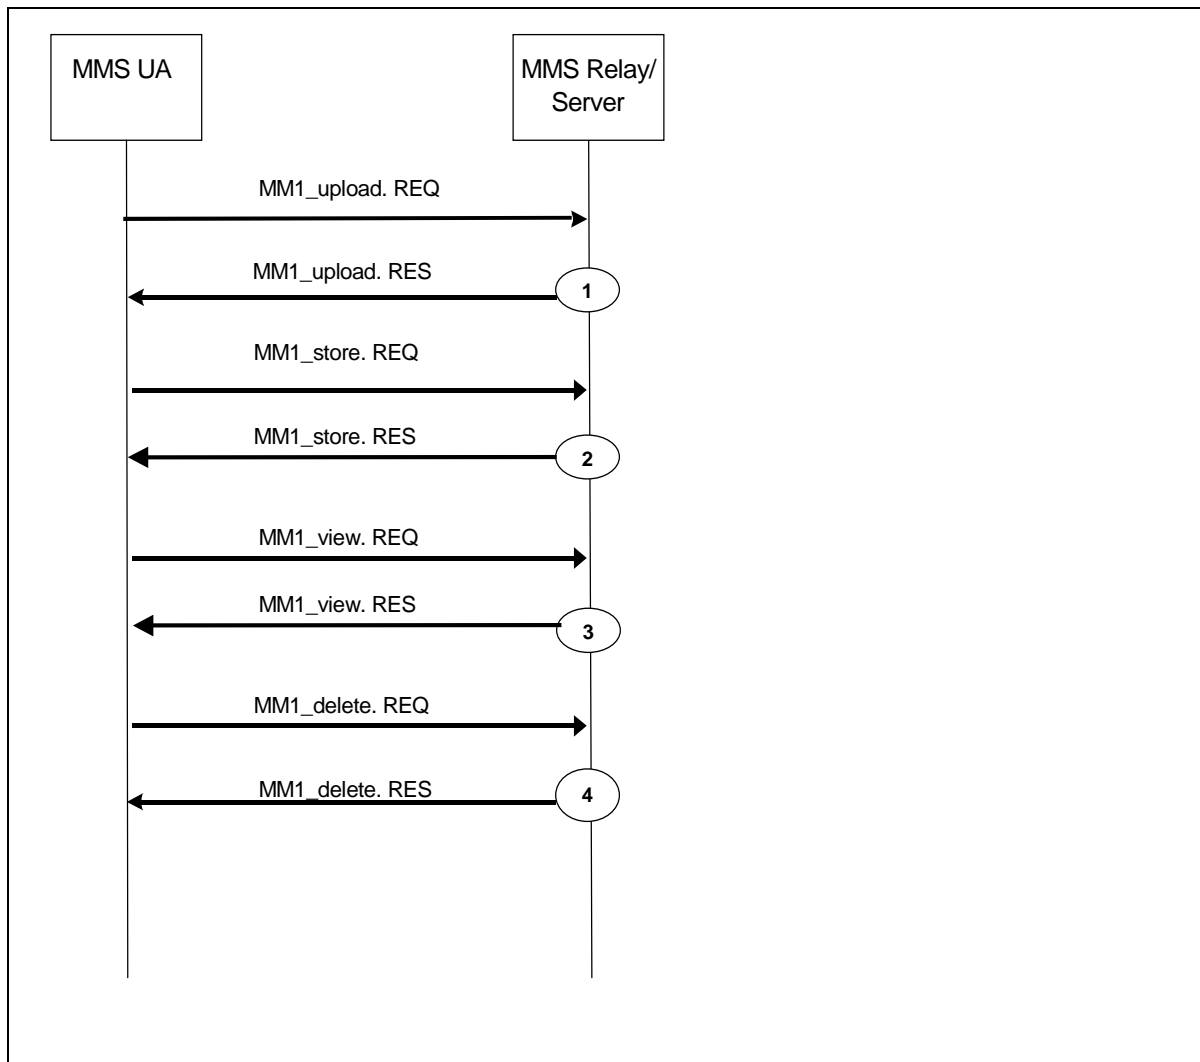 MMS UA
MMS Relay/
Server
MM1_upload. REQ
MM1_upload. RES
1
MM1_store. REQ
MM1_store. RES
2
MM1_view. REQ
MM1_view. RES
3
MM1_delete. REQ
MM1_delete. RES
4